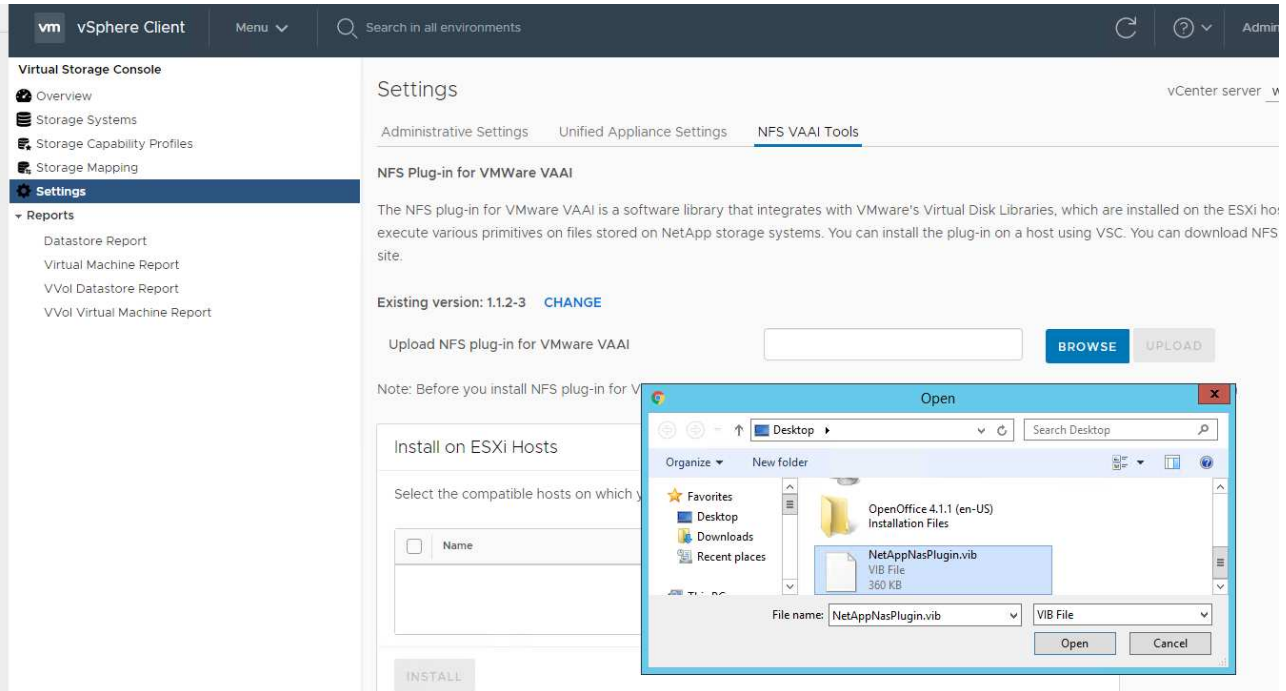 vm vSphere Client Menu Search in all environments Admin
Virtual Storage Console
Overview
Storage Systems
Storage Capability Profiles
Storage Mapping
Settings
Reports
Datastore Report
Virtual Machine Report
VVol Datastore Report
VVol Virtual Machine Report
Settings
vCenter server w
Administrative Settings Unified Appliance Settings NFS VAAI Tools
NFS Plug-in for VMWare VAAI
The NFS plug-in for VMware VAAI is a software library that integrates with VMware's Virtual Disk Libraries, which are installed on the ESXi hos
execute various primitives on files stored on NetApp storage systems. You can install the plug-in on a host using VSC. You can download NFS
site.
Existing version: 1.1.2-3 CHANGE
Upload NFS plug-in for VMware VAAI BROWSE UPLOAD
Note: Before you install NFS plug-in for V
Install on ESXi Hosts
Select the compatible hosts on which y
Name
INSTALL
Open
x
Desktop
Search Desktop
Organize New folder
Favorites
Desktop
Downloads
Recent places
This PC
OpenOffice 4.1.1 (en-US)
Installation Files
NetAppNasPlugin.vib
VIB File
360 KB
File name: NetAppNasPlugin.vib VIB File
Open Cancel